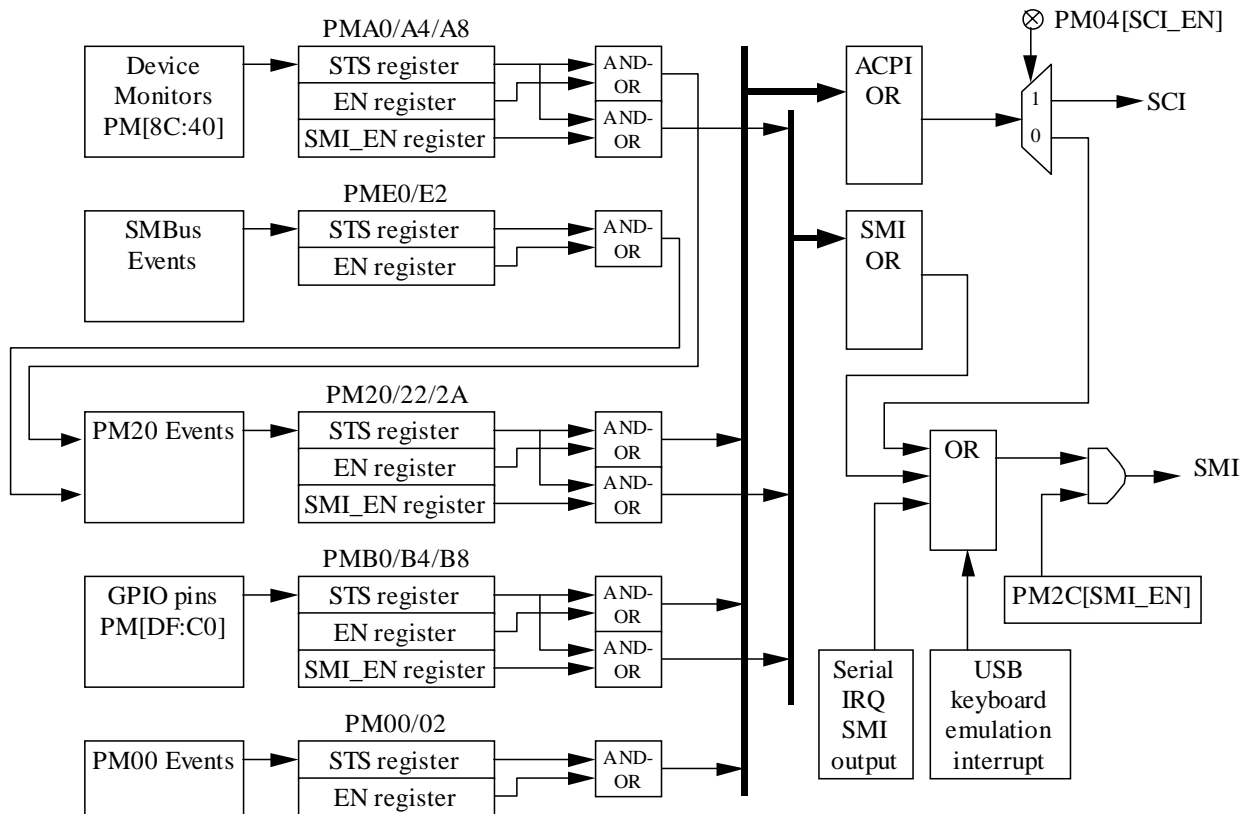 PMA0/A4/A8
Device
Monitors
PM[8C:40]
STS register
EN register
SMI_EN register
AND-
OR
AND-
OR
PME0/E2
SMBus
Events
STS register
EN register
AND-
OR
PM20/22/2A
PM20 Events
STS register
EN register
SMI_EN register
AND-
OR
AND-
OR
PMB0/B4/B8
GPIO pins
PM[DF:C0]
STS register
EN register
SMI_EN register
AND-
OR
AND-
OR
PM00/02
PM00 Events
STS register
EN register
AND-
OR
ACPI
OR
PM04[SCI_EN]
1
0
SCI
SMI
OR
OR
SMI
PM2C[SMI_EN]
Serial
IRQ
SMI
output
USB
keyboard
emulation
interrupt